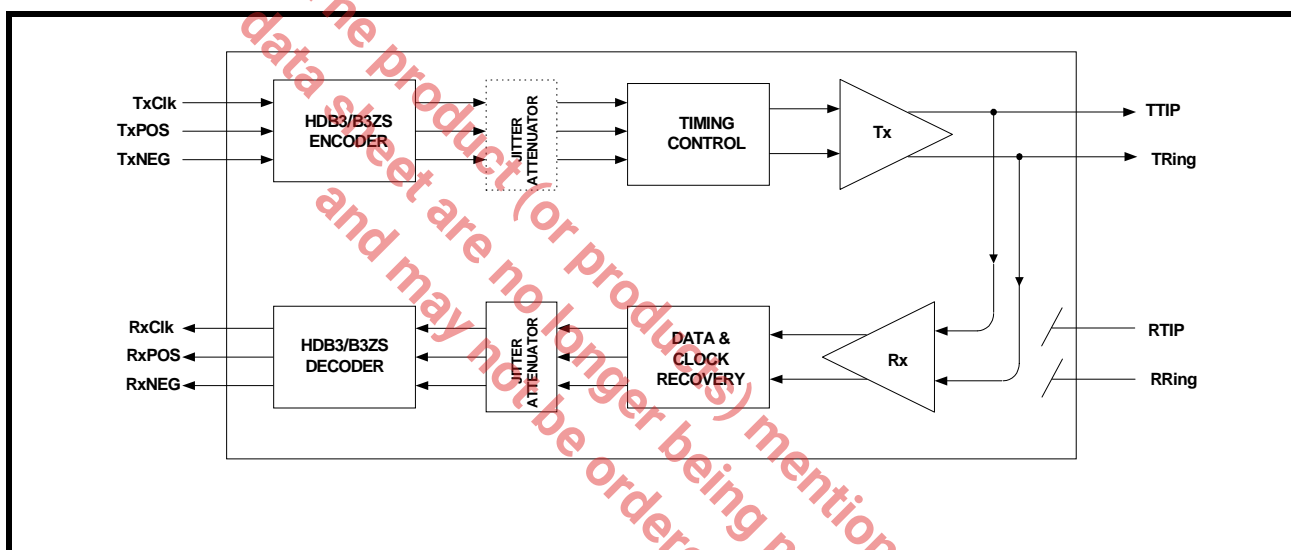 TxClk
TxPOS
TxNEG
HDB3/B3ZS
ENCODER
JITTER
ATTENUATOR
TIMING
CONTROL
Tx
TTIP
TRing
RxClk
RxPOS
RxNEG
HDB3/B3ZS
DECODER
JITTER
ATTENUATOR
DATA &
CLOCK
RECOVERY
Rx
RTIP
RRing
product (or products) mention
data sheet are no longer being
and may not be ordere